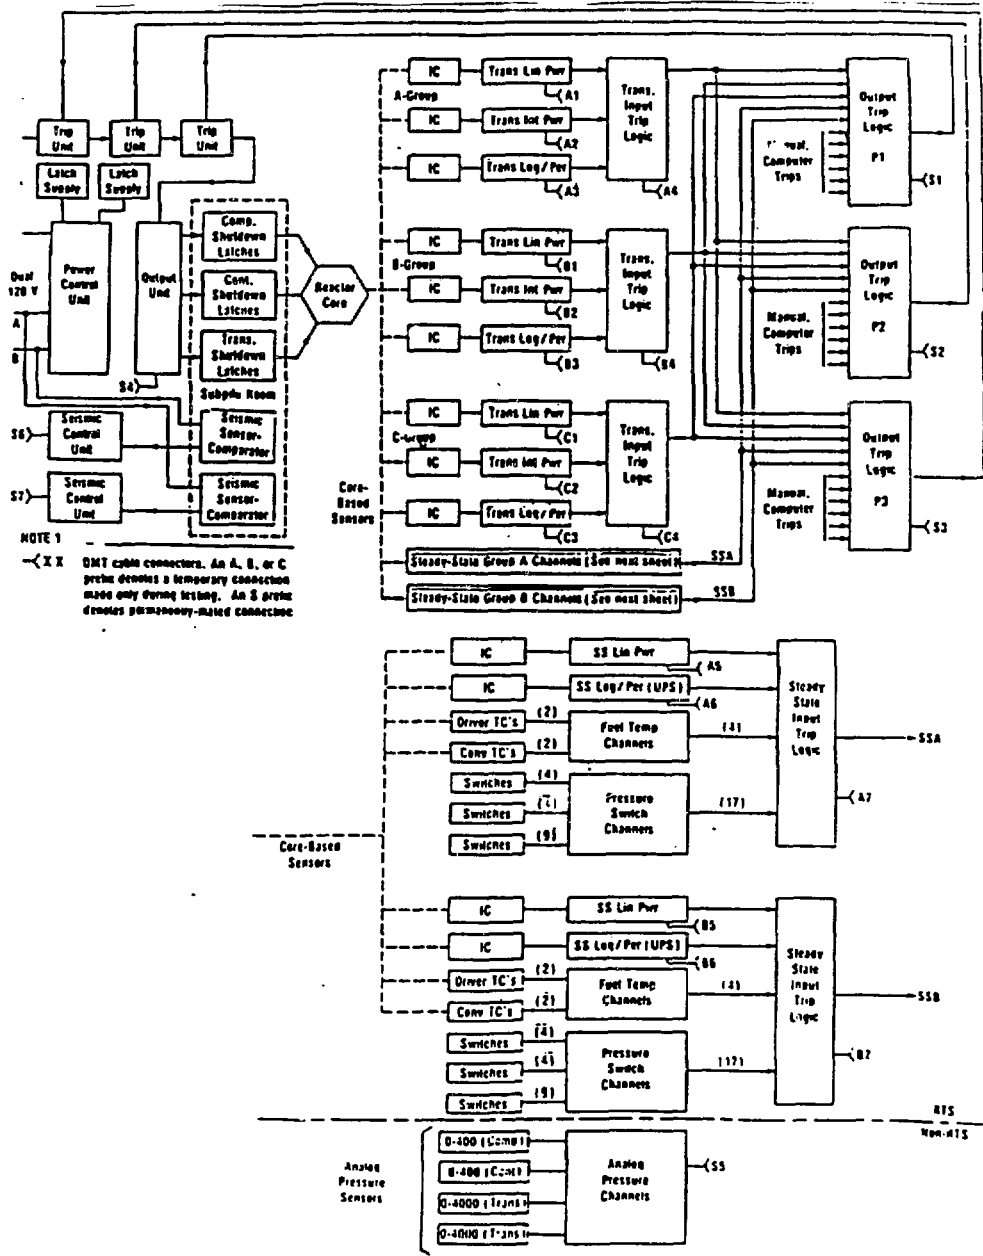 Trip Unit
Trip Unit
Trip Unit
Latch Supply
Latch Supply
Dual 120 V
A
B
Power Control Unit
Output Unit
S4
Comp. Shutdown Latches
Cont. Shutdown Latches
Trans. Shutdown Latches
Subpile Room
Reactor Core
S6
Seismic Control Unit
Seismic Sensor-Comparator
S7
Seismic Control Unit
Seismic Sensor-Comparator
NOTE 1
XX
DMT cable connectors. An A, B, or C
prefix denotes a temporary connection
made only during testing. An S prefix
denotes permanently-mated connection
Core-Based Sensors
IC
Trans Lin Pwr
A1
A-Group
IC
Trans Int Pwr
A2
IC
Trans Log/Per
A3
Trans. Input Trip Logic
A4
IC
Trans Lin Pwr
B1
B-Group
IC
Trans Int Pwr
B2
IC
Trans Log/Per
B3
Trans. Input Trip Logic
B4
IC
Trans Lin Pwr
C1
C-Group
IC
Trans Int Pwr
C2
IC
Trans Log/Per
C3
Trans. Input Trip Logic
C4
Steady-State Group A Channels (See next sheet)
SSA
Steady-State Group B Channels (See next sheet)
SSB
Manual, Computer Trips
Output Trip Logic P1
S1
Manual, Computer Trips
Output Trip Logic P2
S2
Manual, Computer Trips
Output Trip Logic P3
S3
Core-Based Sensors
IC
SS Lin Pwr
A5
IC
SS Log/Per (UPS)
A6
Driver TC's
(2)
Conv TC's
(2)
Fuel Temp Channels
(4)
Switches
(4)
Switches
(4)
Switches
(9)
Pressure Switch Channels
(17)
Steady State Input Trip Logic
SSA
A7
IC
SS Lin Pwr
B5
IC
SS Log/Per (UPS)
B6
Driver TC's
(2)
Conv TC's
(2)
Fuel Temp Channels
(4)
Switches
(4)
Switches
(4)
Switches
(9)
Pressure Switch Channels
(17)
Steady State Input Trip Logic
SSB
B7
RTS
Non-RTS
Analog Pressure Sensors
0-400 (Comp)
0-400 (Cont)
0-4000 (Trans)
0-4000 (Trans)
Analog Pressure Channels
S5